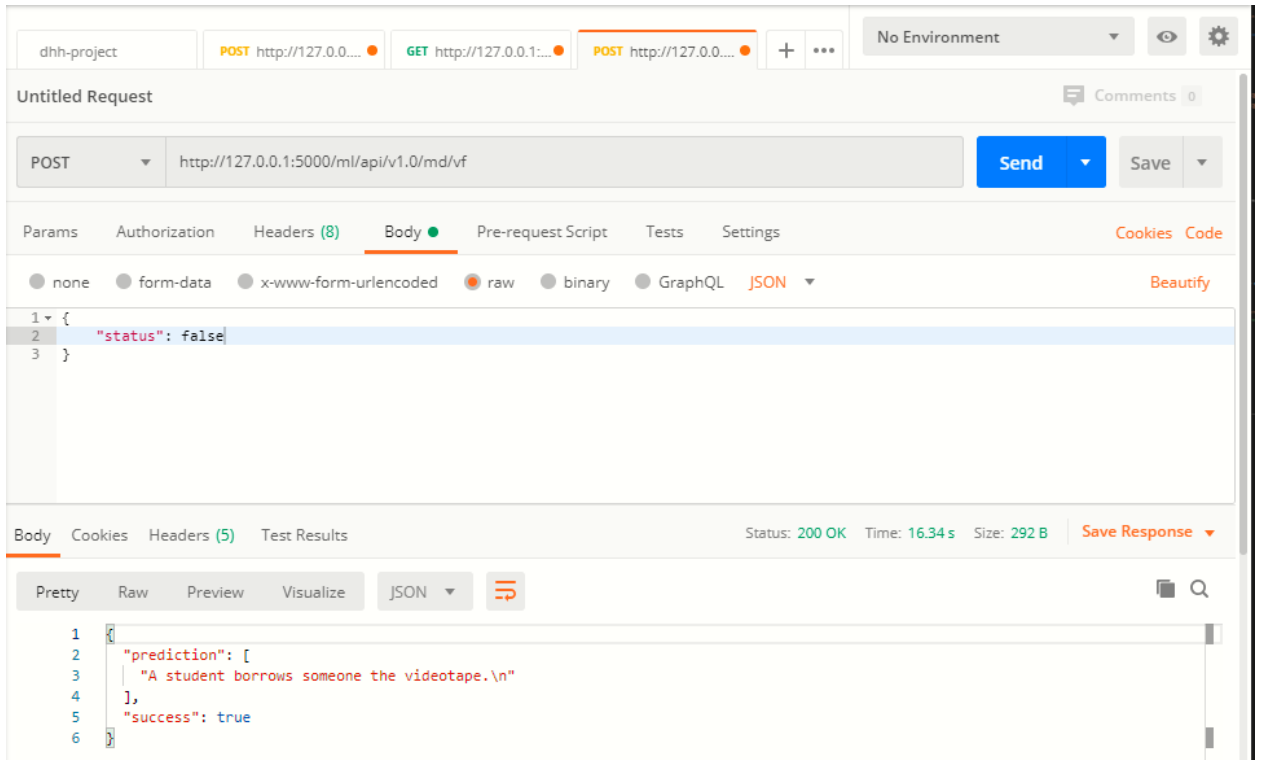 dhh-project POST http://127.0.0.... GET http://127.0.0.1:... POST http://127.0.0.... + ••• No Environment
Untitled Request Comments 0
POST http://127.0.0.1:5000/ml/api/v1.0/md/vf Send Save
Params Authorization Headers (8) Body Pre-request Script Tests Settings Cookies Code
none form-data x-www-form-urlencoded raw binary GraphQL JSON Beautify
1 {
2 "status": false
3 }
Body Cookies Headers (5) Test Results Status: 200 OK Time: 16.34 s Size: 292 B Save Response
Pretty Raw Preview Visualize JSON
1 {
2 "prediction": [
3 "A student borrows someone the videotape.\n"
4 ],
5 "success": true
6 }